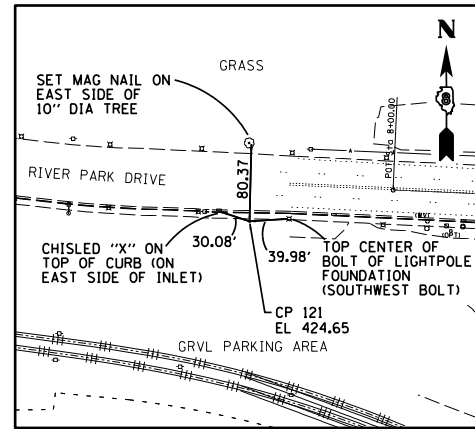 N
GRASS
SET MAG NAIL ON
EAST SIDE OF
10" DIA TREE
80.37
RIVER PARK DRIVE
CHISLED "X" ON
TOP OF CURB (ON
EAST SIDE OF INLET)
30.08'
39.98'
TOP CENTER OF
BOLT OF LIGHTPOLE
FOUNDATION
(SOUTHWEST BOLT)
CP 121
EL 424.65
GRVL PARKING AREA